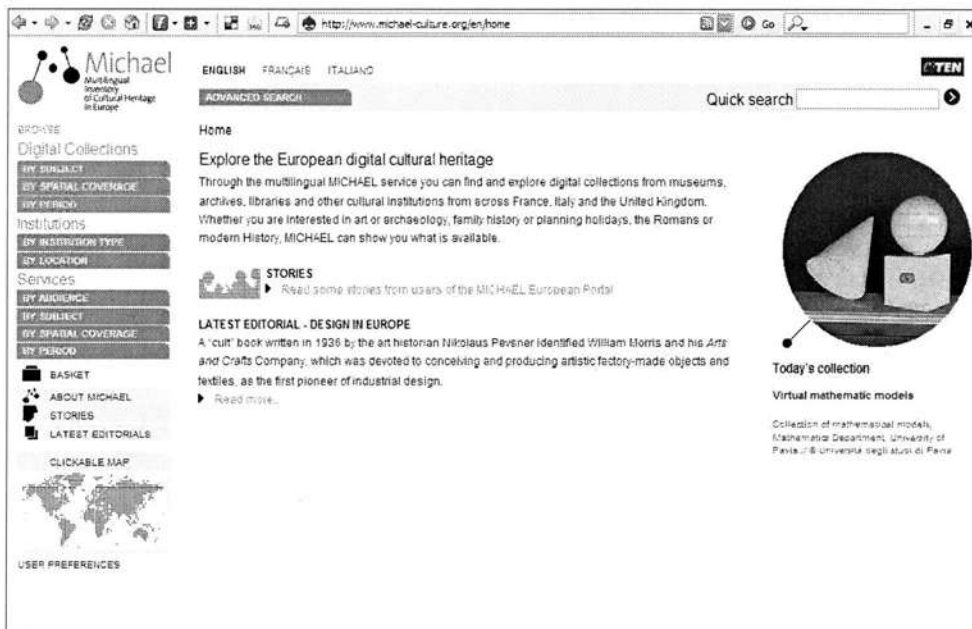 http://www.michael-culture.org/en/home
Go
Michael
Multilingual
Inventory
of Cultural Heritage
in Europe
ENGLISH FRANÇAIS ITALIANO
TEN
ADVANCED SEARCH
Quick search
BROWSE
Digital Collections
BY SUBJECT
BY SPATIAL COVERAGE
BY PERIOD
Institutions
BY INSTITUTION TYPE
BY LOCATION
Services
BY AUDIENCE
BY SUBJECT
BY SPATIAL COVERAGE
BY PERIOD
BASKET
ABOUT MICHAEL
STORIES
LATEST EDITORIALS
CLICKABLE MAP
USER PREFERENCES
Home
Explore the European digital cultural heritage
Through the multilingual MICHAEL service you can find and explore digital collections from museums,
archives, libraries and other cultural institutions from across France, Italy and the United Kingdom.
Whether you are interested in art or archaeology, family history or planning holidays, the Romans or
modern History, MICHAEL can show you what is available.
STORIES
Read some stories from users of the MICHAEL European Portal
LATEST EDITORIAL - DESIGN IN EUROPE
A "cult" book written in 1936 by the art historian Nikolaus Pevsner identified William Morris and his Arts
and Crafts Company, which was devoted to conceiving and producing artistic factory-made objects and
textiles, as the first pioneer of industrial design.
Read more..
Today's collection
Virtual mathematic models
Collection of mathematical models,
Mathematics Department, University of
Pavia © Università degli studi di Pavia